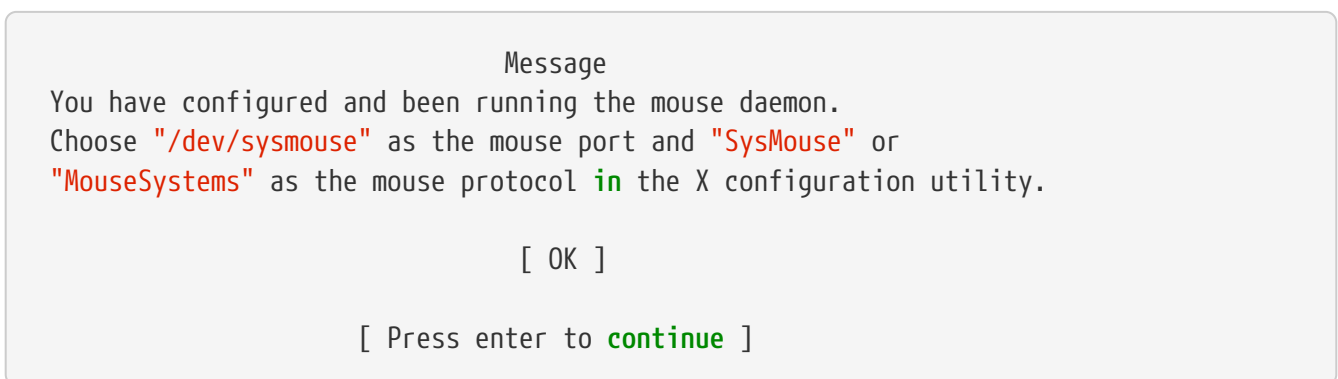 Message
You have configured and been running the mouse daemon.
Choose "/dev/sysmouse" as the mouse port and "SysMouse" or
"MouseSystems" as the mouse protocol in the X configuration utility.
[ OK ]
[ Press enter to continue ]